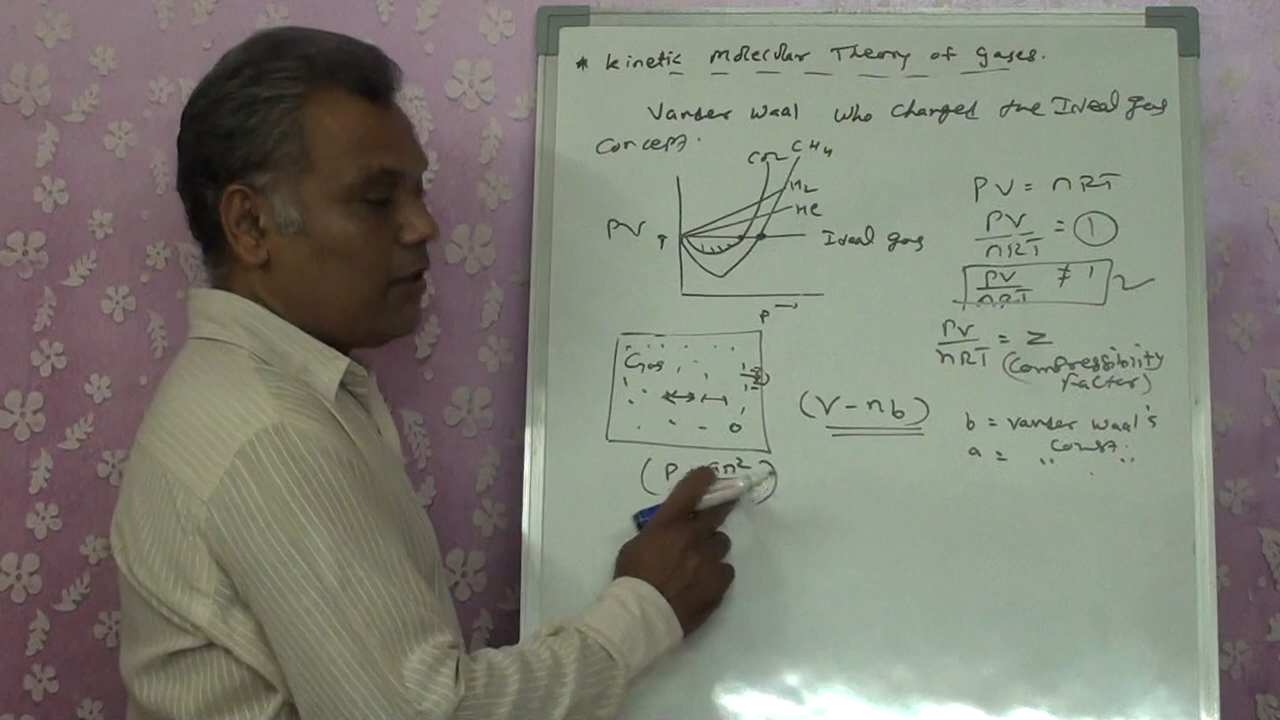 * Kinetic Molecular Theory of gases.
Vander Waal who changed the Ideal gas
Concept.
CO2 CH4
H2
He
PV ↑ Ideal gas
P →
PV = nRT
PV/nRT = 1
PV/nRT ≠ 1
PV/nRT = Z
(Compressibility
factor)
Gas
(V - nb)
b = vander waal's
Const.
a = " "
(P an²)